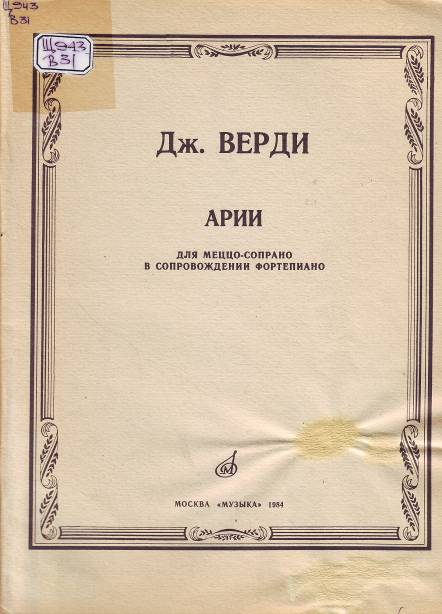 Щ943
В31
Щ943
В31
Дж. ВЕРДИ
АРИИ
ДЛЯ МЕЦЦО-СОПРАНО
В СОПРОВОЖДЕНИИ ФОРТЕПИАНО
М
МОСКВА «МУЗЫКА» 1984